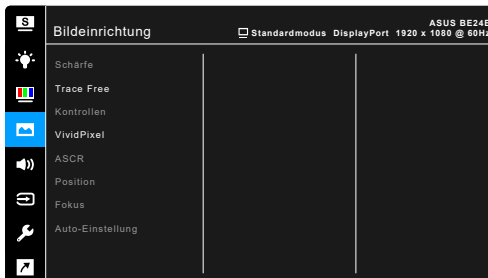 S
ASUS BE24E
Bildeinrichtung
Standardmodus DisplayPort 1920 x 1080 @ 60Hz
Schärfe
Trace Free
Kontrollen
VividPixel
ASCR
Position
Fokus
Auto-Einstellung